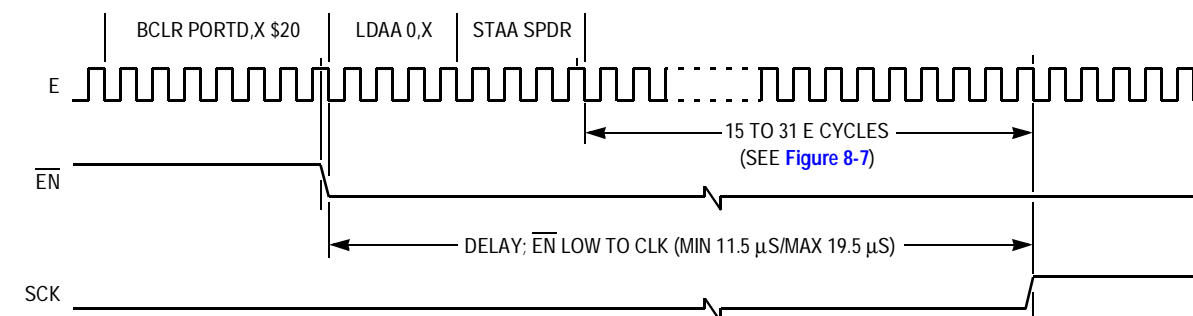 BCLR PORTD,X $20
LDAA 0,X
STAA SPDR
E
15 TO 31 E CYCLES
(SEE Figure 8-7)
EN
DELAY; EN LOW TO CLK (MIN 11.5 μS/MAX 19.5 μS)
SCK